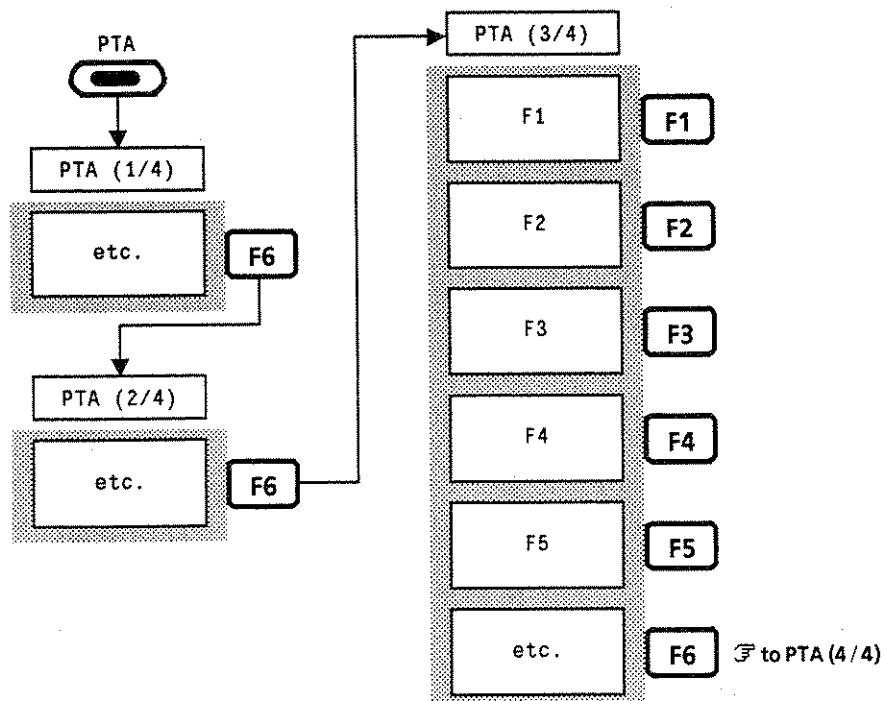 PTA
PTA (1/4)
etc.
F6
PTA (2/4)
etc.
F6
PTA (3/4)
F1
F1
F2
F2
F3
F3
F4
F4
F5
F5
etc.
F6
☞ to PTA (4/4)